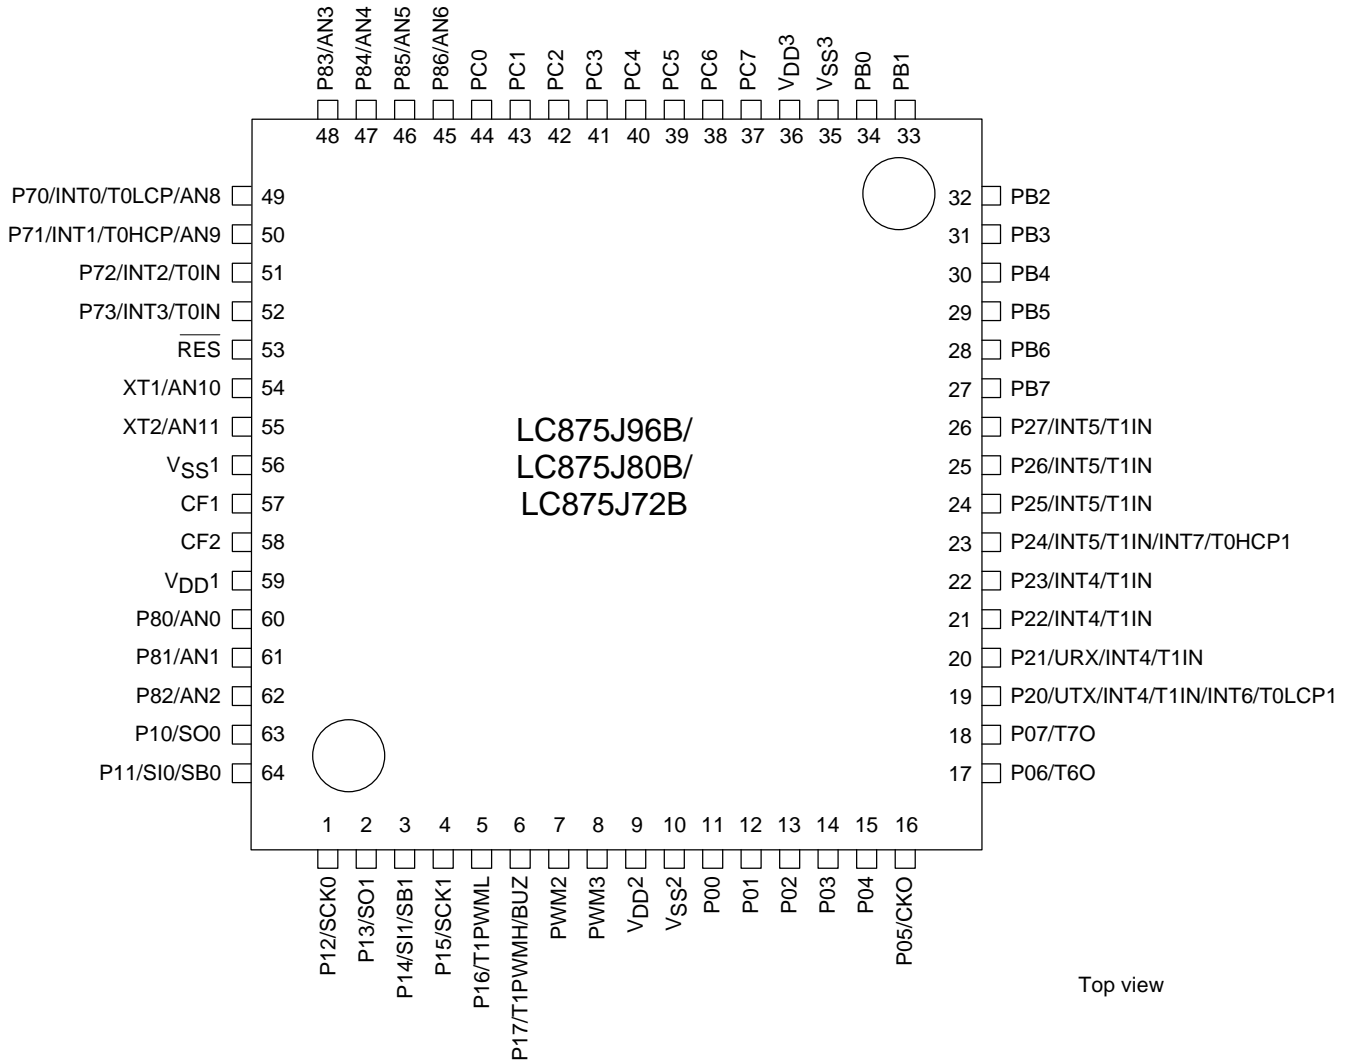 P83/AN3
P84/AN4
P85/AN5
P86/AN6
PC0
PC1
PC2
PC3
PC4
PC5
PC6
PC7
VDD3
VSS3
PB0
PB1
48 47 46 45 44 43 42 41 40 39 38 37 36 35 34 33
P70/INT0/T0LCP/AN8 49
P71/INT1/T0HCP/AN9 50
P72/INT2/T0IN 51
P73/INT3/T0IN 52
RES 53
XT1/AN10 54
XT2/AN11 55
VSS1 56
CF1 57
CF2 58
VDD1 59
P80/AN0 60
P81/AN1 61
P82/AN2 62
P10/SO0 63
P11/SI0/SB0 64
LC875J96B/
LC875J80B/
LC875J72B
32 PB2
31 PB3
30 PB4
29 PB5
28 PB6
27 PB7
26 P27/INT5/T1IN
25 P26/INT5/T1IN
24 P25/INT5/T1IN
23 P24/INT5/T1IN/INT7/T0HCP1
22 P23/INT4/T1IN
21 P22/INT4/T1IN
20 P21/URX/INT4/T1IN
19 P20/UTX/INT4/T1IN/INT6/T0LCP1
18 P07/T7O
17 P06/T6O
1 2 3 4 5 6 7 8 9 10 11 12 13 14 15 16
P12/SCK0
P13/SO1
P14/SI1/SB1
P15/SCK1
P16/T1PWML
P17/T1PWMH/BUZ
PWM2
PWM3
VDD2
VSS2
P00
P01
P02
P03
P04
P05/CKO
Top view